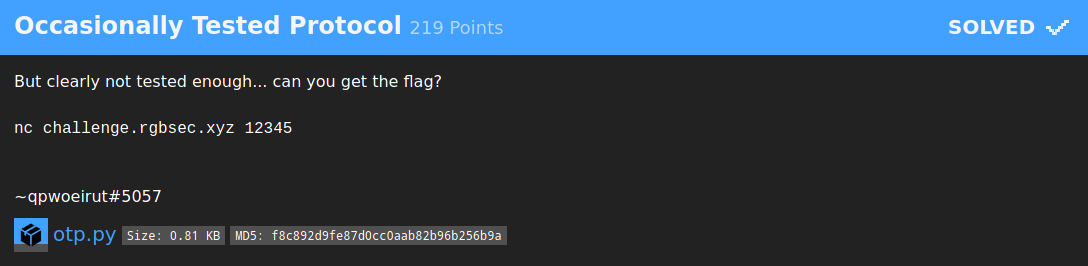 Occasionally Tested Protocol 219 Points SOLVED
But clearly not tested enough... can you get the flag?
nc challenge.rgbsec.xyz 12345
~qpwoeirut#5057
otp.py Size: 0.81 KB MD5: f8c892d9fe87d0cc0aab82b96b256b9a